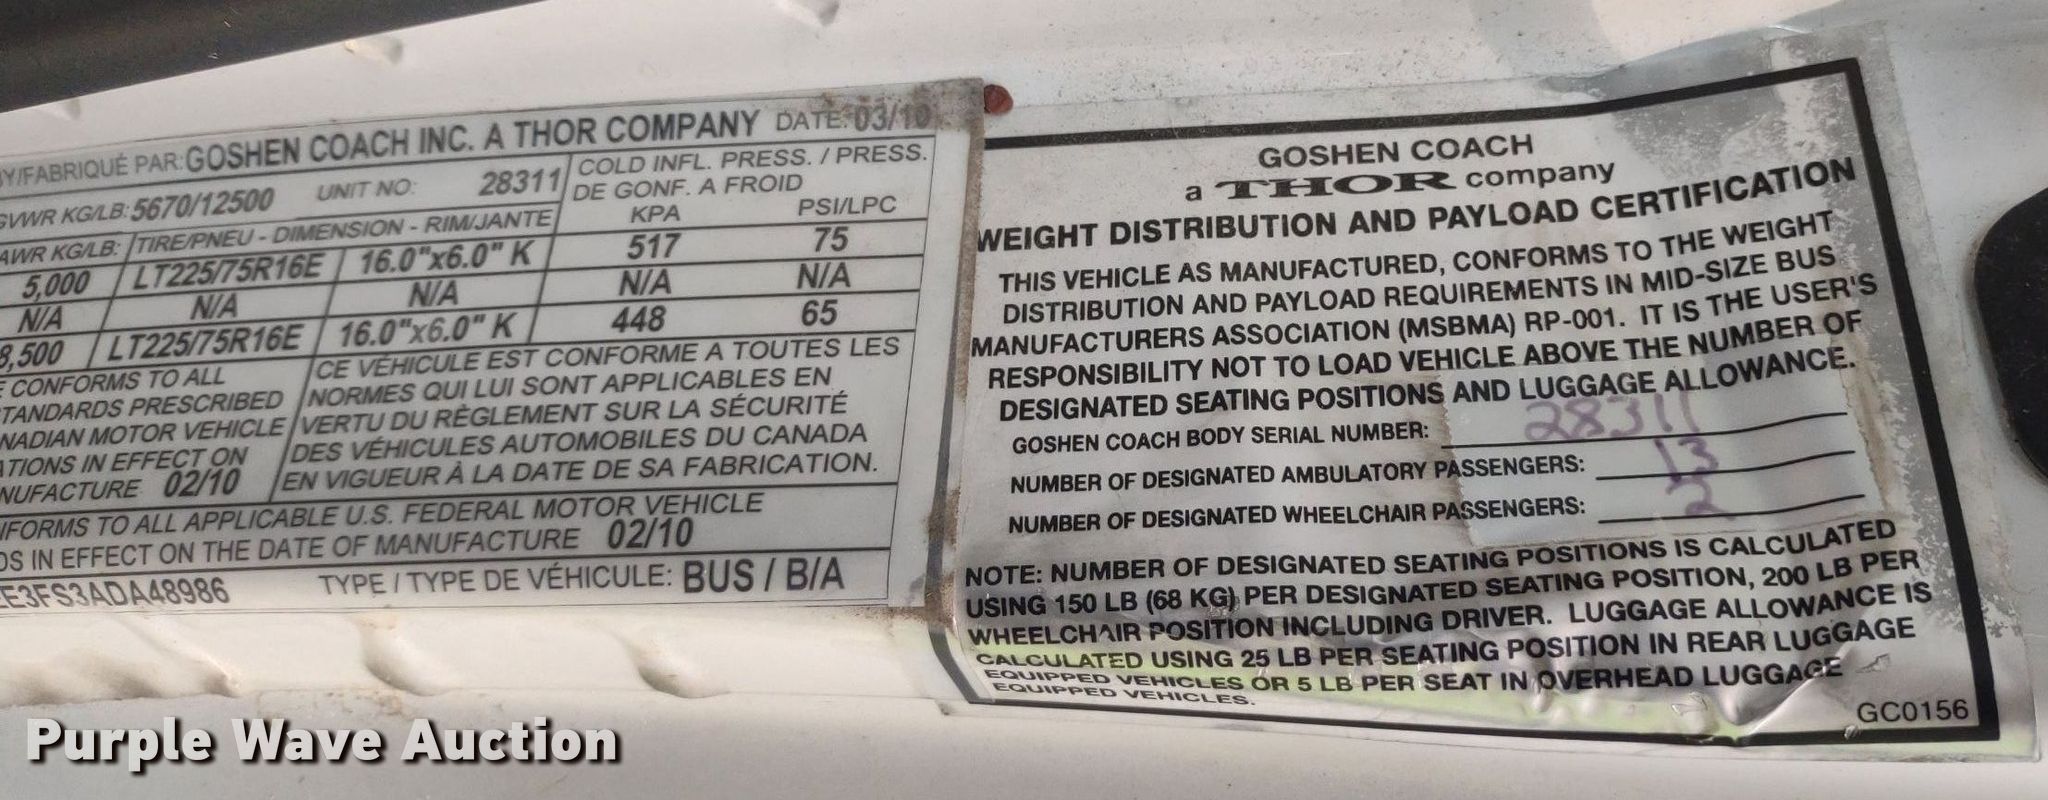 Y/FABRIQUÉ PAR: GOSHEN COACH INC. A THOR COMPANY DATE: 03/10
GVWR KG/LB: 5670/12500 UNIT NO: 28311 COLD INFL. PRESS. / PRESS.
DE GONF. A FROID
AWR KG/LB: TIRE/PNEU - DIMENSION - RIM/JANTE KPA PSI/LPC
5,000 LT225/75R16E 16.0"x6.0" K 517 75
N/A N/A N/A N/A N/A
8,500 LT225/75R16E 16.0"x6.0" K 448 65
E CONFORMS TO ALL
TANDARDS PRESCRIBED
NADIAN MOTOR VEHICLE
ATIONS IN EFFECT ON
NUFACTURE 02/10
CE VÉHICULE EST CONFORME A TOUTES LES
NORMES QUI LUI SONT APPLICABLES EN
VERTU DU RÈGLEMENT SUR LA SÉCURITÉ
DES VÉHICULES AUTOMOBILES DU CANADA
EN VIGUEUR À LA DATE DE SA FABRICATION.
NFORMS TO ALL APPLICABLE U.S. FEDERAL MOTOR VEHICLE
DS IN EFFECT ON THE DATE OF MANUFACTURE 02/10
E3FS3ADA48986 TYPE / TYPE DE VÉHICULE: BUS / B/A
GOSHEN COACH
a THOR company
WEIGHT DISTRIBUTION AND PAYLOAD CERTIFICATION
THIS VEHICLE AS MANUFACTURED, CONFORMS TO THE WEIGHT
DISTRIBUTION AND PAYLOAD REQUIREMENTS IN MID-SIZE BUS
MANUFACTURERS ASSOCIATION (MSBMA) RP-001. IT IS THE USER'S
RESPONSIBILITY NOT TO LOAD VEHICLE ABOVE THE NUMBER OF
DESIGNATED SEATING POSITIONS AND LUGGAGE ALLOWANCE.
GOSHEN COACH BODY SERIAL NUMBER: 28311
NUMBER OF DESIGNATED AMBULATORY PASSENGERS: 13
NUMBER OF DESIGNATED WHEELCHAIR PASSENGERS: 2
NOTE: NUMBER OF DESIGNATED SEATING POSITIONS IS CALCULATED
USING 150 LB (68 KG) PER DESIGNATED SEATING POSITION, 200 LB PER
WHEELCHAIR POSITION INCLUDING DRIVER. LUGGAGE ALLOWANCE IS
CALCULATED USING 25 LB PER SEATING POSITION IN REAR LUGGAGE
EQUIPPED VEHICLES OR 5 LB PER SEAT IN OVERHEAD LUGGAGE
EQUIPPED VEHICLES.
GC0156
Purple Wave Auction